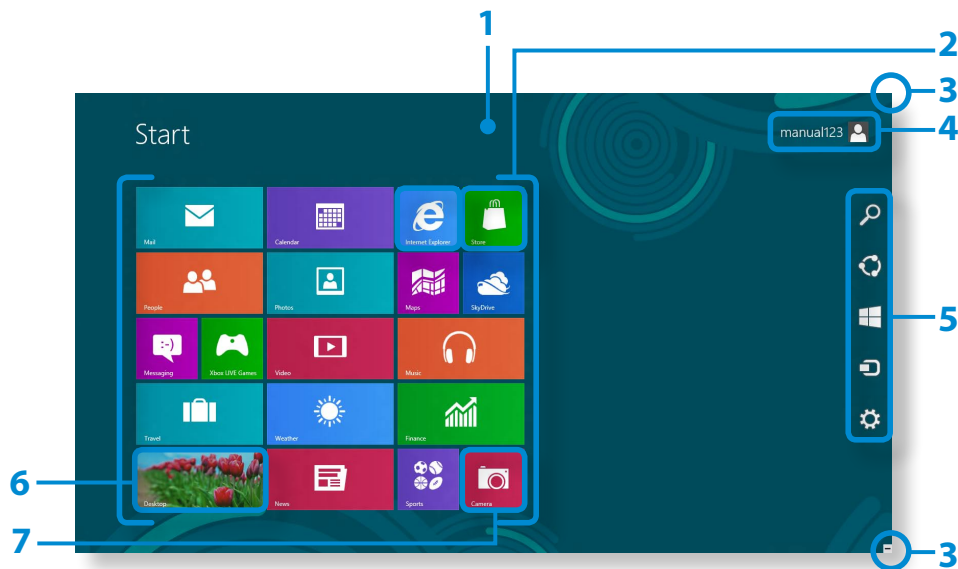 1
2
3
Start
manual123
4
Mail
Calendar
Internet Explorer
Store
People
Photos
Maps
SkyDrive
5
Messaging
:-)
Xbox LIVE Games
Video
Music
Travel
Weather
Finance
6
Desktop
News
Sports
Camera
7
3